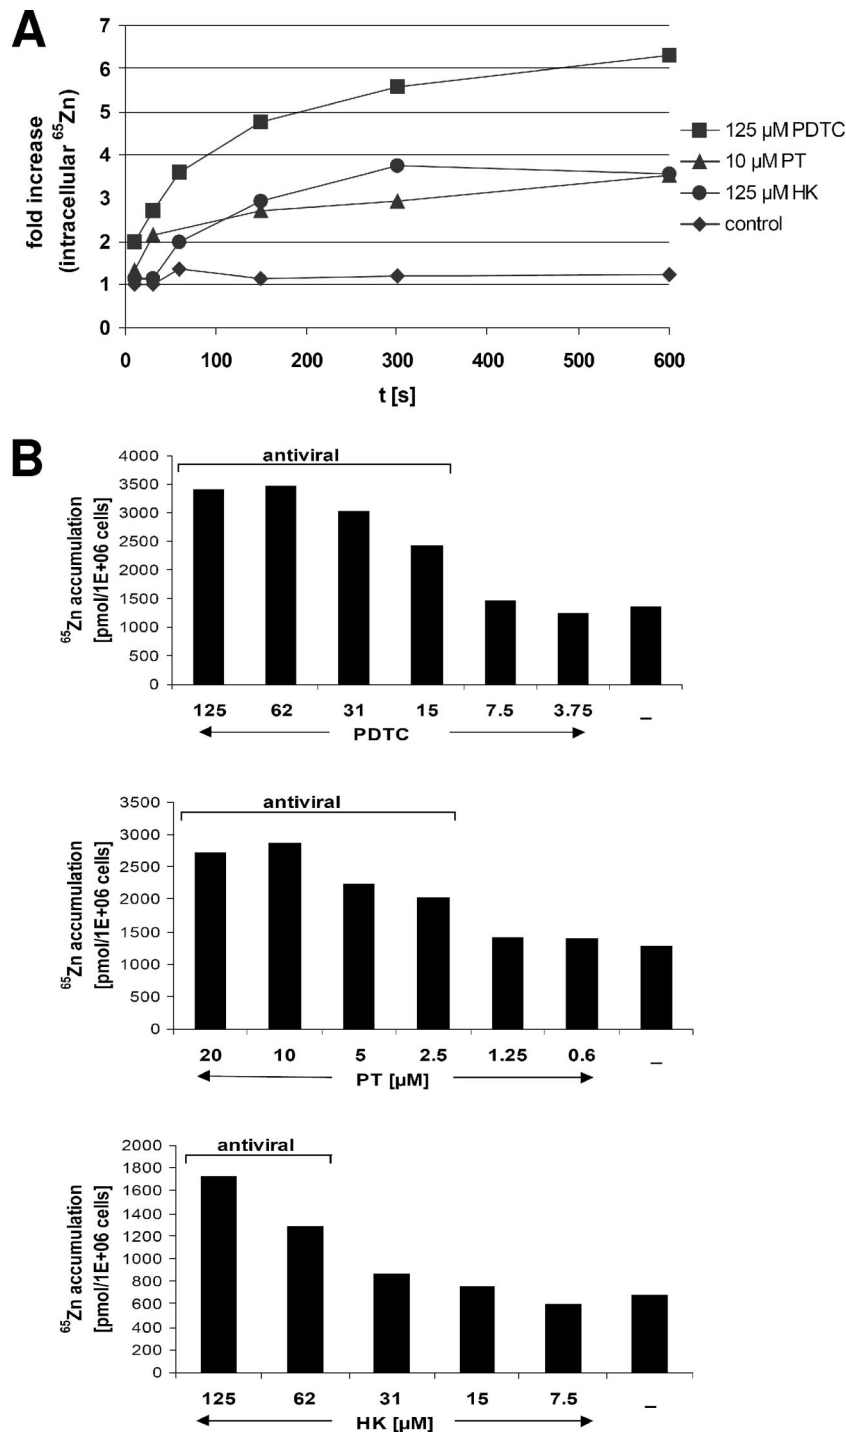 A
7
6
5
4
3
2
1
0
fold increase
(intracellular ⁶⁵Zn)
0 100 200 300 400 500 600
t [s]
125 µM PDTC
10 µM PT
125 µM HK
control
B
antiviral
4000
3500
3000
2500
2000
1500
1000
500
0
⁶⁵Zn accumulation
[pmol/1E+06 cells]
125 62 31 15 7.5 3.75 –
PDTC
antiviral
3500
3000
2500
2000
1500
1000
500
0
⁶⁵Zn accumulation
[pmol/1E+06 cells]
20 10 5 2.5 1.25 0.6 –
PT [µM]
antiviral
2000
1800
1600
1400
1200
1000
800
600
400
200
0
⁶⁵Zn accumulation
[pmol/1E+06 cells]
125 62 31 15 7.5 –
HK [µM]